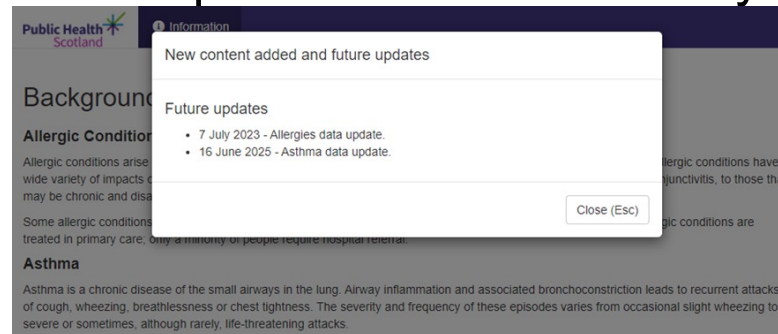 Public Health
Scotland
Information
New content added and future updates
Future updates
• 7 July 2023 - Allergies data update.
• 16 June 2025 - Asthma data update.
Close (Esc)
Background
Allergic Condition
Allergic conditions arise llergic conditions have
wide variety of impacts njunctivitis, to those th
may be chronic and disa
Some allergic conditions gic conditions are
treated in primary care, only a minority of people require hospital referral.
Asthma
Asthma is a chronic disease of the small airways in the lung. Airway inflammation and associated bronchoconstriction leads to recurrent attacks
of cough, wheezing, breathlessness or chest tightness. The severity and frequency of these episodes varies from occasional slight wheezing to
severe or sometimes, although rarely, life-threatening attacks.